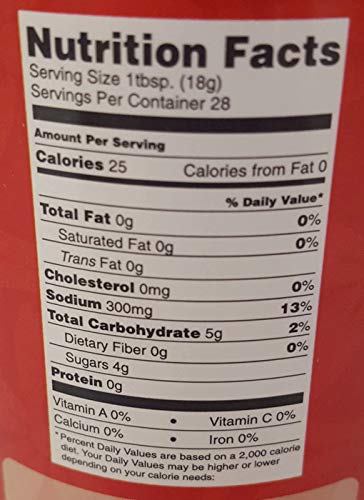 Nutrition Facts
Serving Size 1tbsp. (18g)
Servings Per Container 28
Amount Per Serving
Calories 25 Calories from Fat 0
% Daily Value*
Total Fat 0g 0%
Saturated Fat 0g 0%
Trans Fat 0g
Cholesterol 0mg 0%
Sodium 300mg 13%
Total Carbohydrate 5g 2%
Dietary Fiber 0g 0%
Sugars 4g
Protein 0g
Vitamin A 0% • Vitamin C 0%
Calcium 0% • Iron 0%
*Percent Daily Values are based on a 2,000 calorie
diet. Your Daily Values may be higher or lower
depending on your calorie needs: